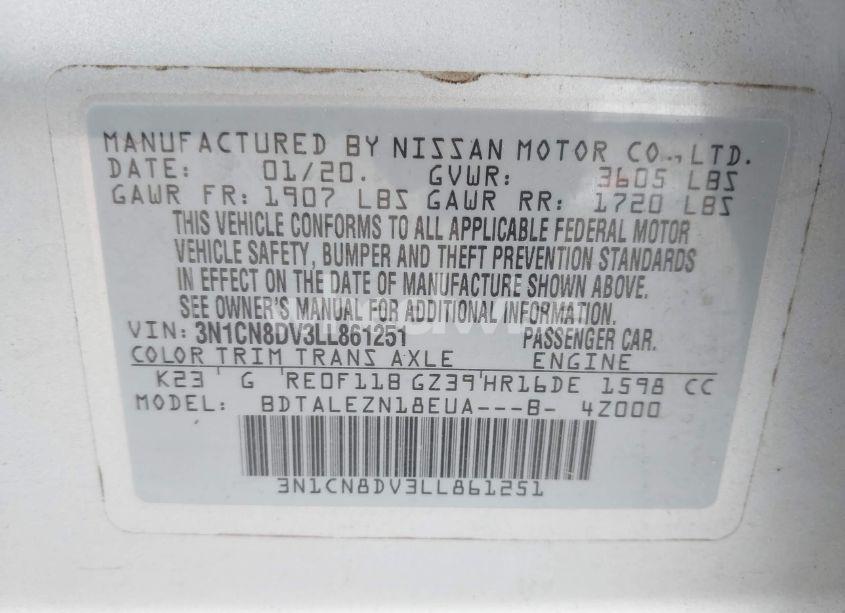 MANUFACTURED BY NISSAN MOTOR CO., LTD.
DATE: 01/20. GVWR: 3605 LBS
GAWR FR: 1907 LBS GAWR RR: 1720 LBS
THIS VEHICLE CONFORMS TO ALL APPLICABLE FEDERAL MOTOR
VEHICLE SAFETY, BUMPER AND THEFT PREVENTION STANDARDS
IN EFFECT ON THE DATE OF MANUFACTURE SHOWN ABOVE.
SEE OWNER'S MANUAL FOR ADDITIONAL INFORMATION.
VIN: 3N1CN8DV3LL861251 PASSENGER CAR.
COLOR TRIM TRANS AXLE ENGINE
K23 G RE0F11B GZ39 HR16DE 1598 CC
MODEL: BDTALEZN18EUA---B- 4Z000
3N1CN8DV3LL861251